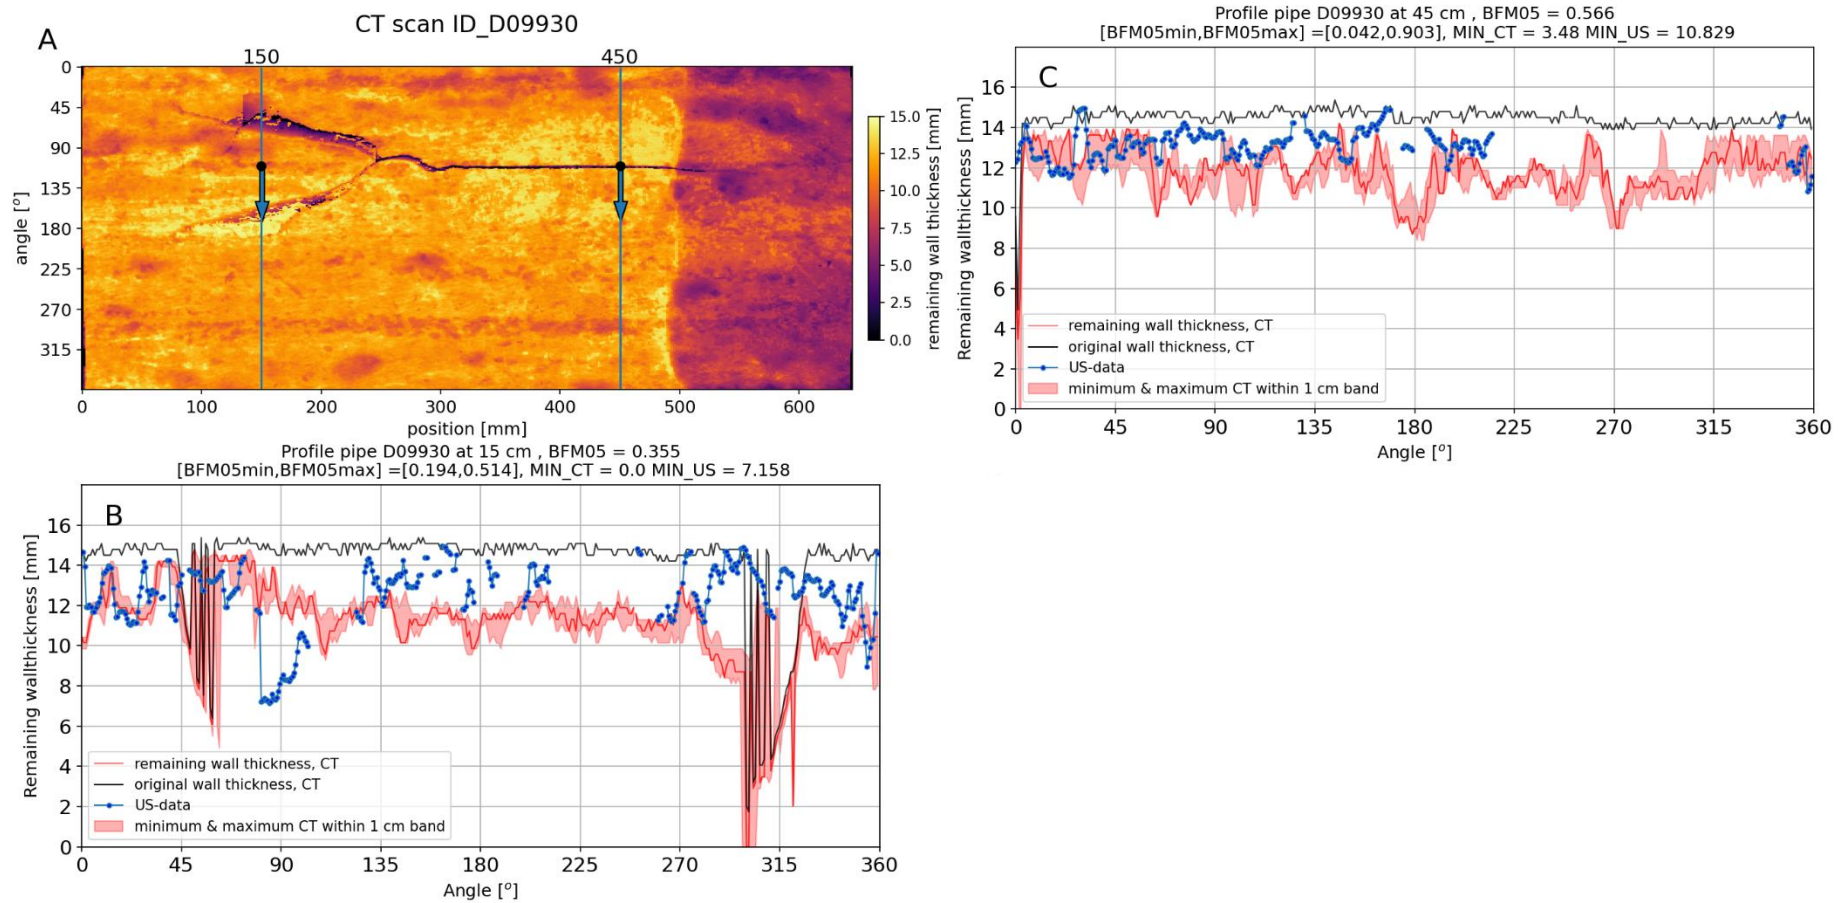 CT scan ID_D09930
A
150
450
0
45
90
135
180
225
270
315
angle [o]
0
100
200
300
400
500
600
position [mm]
15.0
12.5
10.0
7.5
5.0
2.5
0.0
remaining wall thickness [mm]
Profile pipe D09930 at 15 cm , BFM05 = 0.355
[BFM05min,BFM05max] =[0.194,0.514], MIN_CT = 0.0 MIN_US = 7.158
B
16
14
12
10
8
6
4
2
0
Remaining wallthickness [mm]
remaining wall thickness, CT
original wall thickness, CT
US-data
minimum & maximum CT within 1 cm band
0
45
90
135
180
225
270
315
360
Angle [o]
Profile pipe D09930 at 45 cm , BFM05 = 0.566
[BFM05min,BFM05max] =[0.042,0.903], MIN_CT = 3.48 MIN_US = 10.829
C
16
14
12
10
8
6
4
2
0
Remaining wallthickness [mm]
remaining wall thickness, CT
original wall thickness, CT
US-data
minimum & maximum CT within 1 cm band
0
45
90
135
180
225
270
315
360
Angle [o]